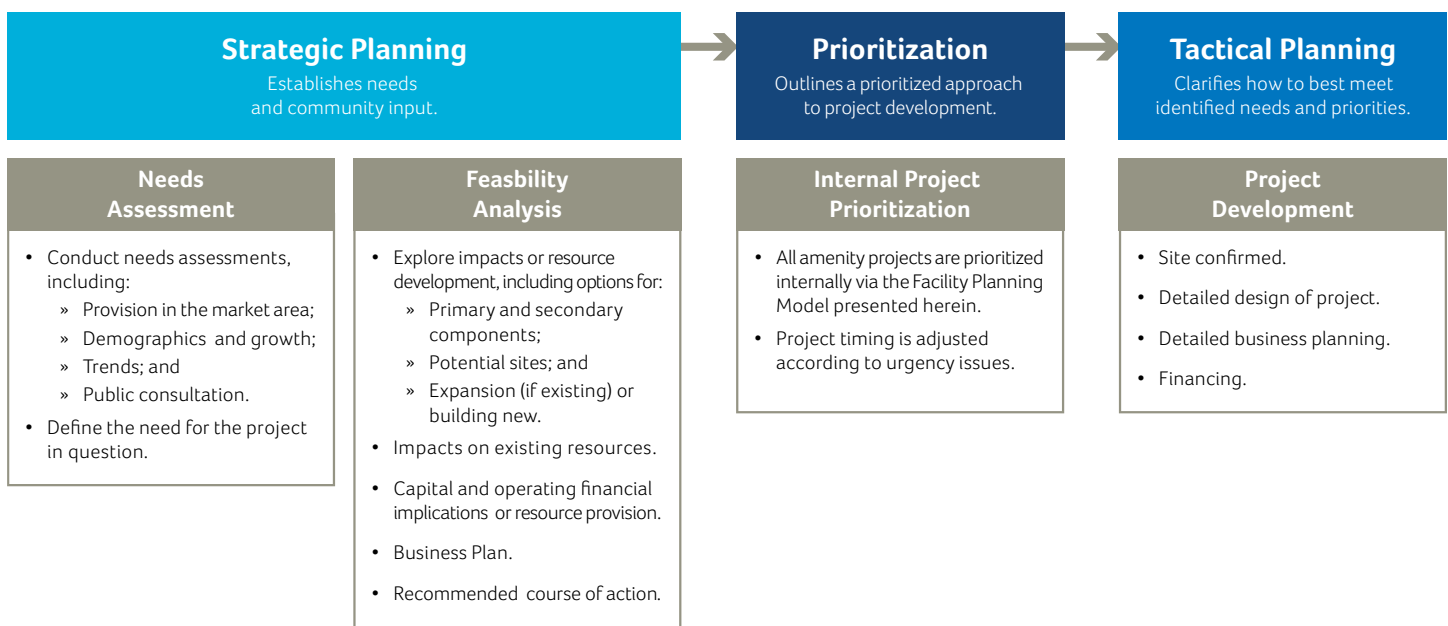 Strategic Planning
Establishes needs
and community input.
Prioritization
Outlines a prioritized approach
to project development.
Tactical Planning
Clarifies how to best meet
identified needs and priorities.
Needs
Assessment
• Conduct needs assessments,
including:
» Provision in the market area;
» Demographics and growth;
» Trends; and
» Public consultation.
• Define the need for the project
in question.
Feasbility
Analysis
• Explore impacts or resource
development, including options for:
» Primary and secondary
components;
» Potential sites; and
» Expansion (if existing) or
building new.
• Impacts on existing resources.
• Capital and operating financial
implications or resource provision.
• Business Plan.
• Recommended course of action.
Internal Project
Prioritization
• All amenity projects are prioritized
internally via the Facility Planning
Model presented herein.
• Project timing is adjusted
according to urgency issues.
Project
Development
• Site confirmed.
• Detailed design of project.
• Detailed business planning.
• Financing.